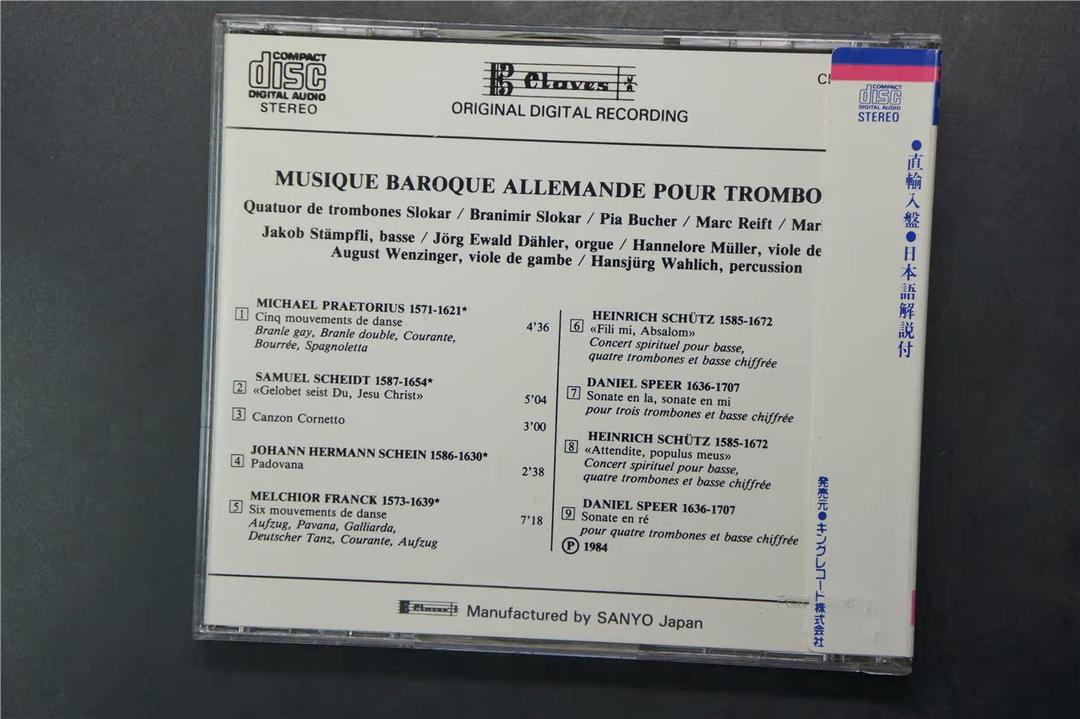 COMPACT
disc
DIGITAL AUDIO
STEREO
Claves
ORIGINAL DIGITAL RECORDING
MUSIQUE BAROQUE ALLEMANDE POUR TROMBO
Quatuor de trombones Slokar / Branimir Slokar / Pia Bucher / Marc Reift / Mar
Jakob Stämpfli, basse / Jörg Ewald Dähler, orgue / Hannelore Müller, viole de
August Wenzinger, viole de gambe / Hansjürg Wahlich, percussion
MICHAEL PRAETORIUS 1571-1621*
1 Cinq mouvements de danse 4'36
Branle gay, Branle double, Courante,
Bourrée, Spagnoletta
SAMUEL SCHEIDT 1587-1654*
2 «Gelobet seist Du, Jesu Christ» 5'04
3 Canzon Cornetto 3'00
JOHANN HERMANN SCHEIN 1586-1630*
4 Padovana 2'38
MELCHIOR FRANCK 1573-1639*
5 Six mouvements de danse 7'18
Aufzug, Pavana, Galliarda,
Deutscher Tanz, Courante, Aufzug
HEINRICH SCHÜTZ 1585-1672
6 «Fili mi, Absalom»
Concert spirituel pour basse,
quatre trombones et basse chiffrée
DANIEL SPEER 1636-1707
7 Sonate en la, sonate en mi
pour trois trombones et basse chiffrée
HEINRICH SCHÜTZ 1585-1672
8 «Attendite, populus meus»
Concert spirituel pour basse,
quatre trombones et basse chiffrée
DANIEL SPEER 1636-1707
9 Sonate en ré
pour quatre trombones et basse chiffrée
Ⓟ 1984
Claves Manufactured by SANYO Japan
COMPACT
disc
DIGITAL AUDIO
STEREO
●直輸入盤●日本語解説付
発売元●キングレコード株式会社